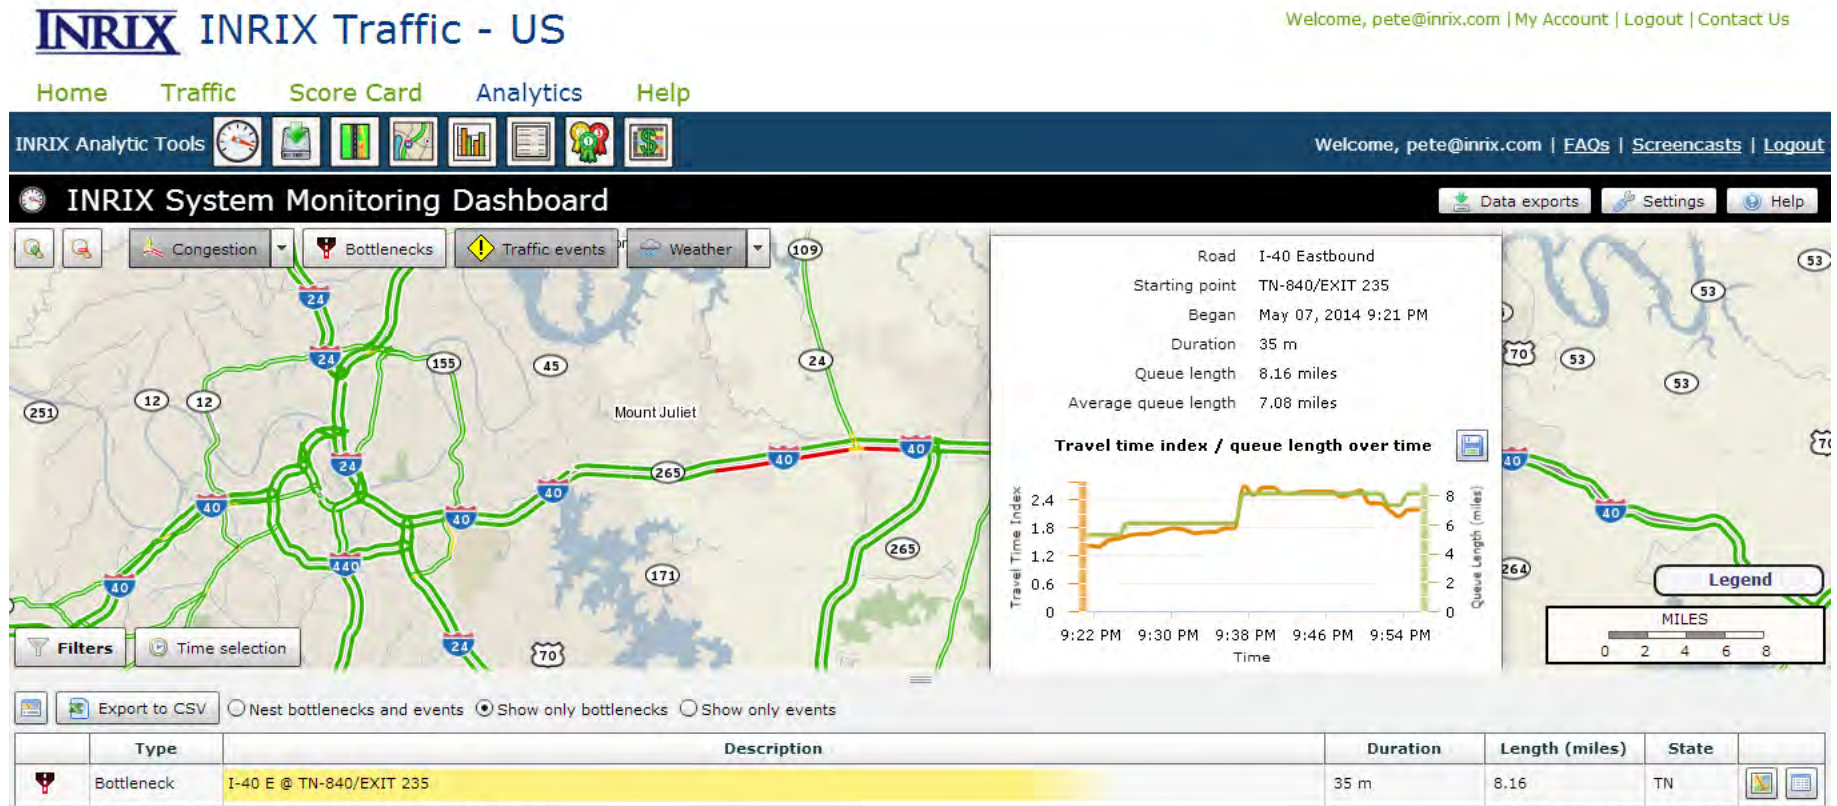 INRIX INRIX Traffic - US
Welcome, pete@inrix.com | My Account | Logout | Contact Us
Home Traffic Score Card Analytics Help
INRIX Analytic Tools
Welcome, pete@inrix.com | FAQs | Screencasts | Logout
INRIX System Monitoring Dashboard
Data exports Settings Help
Congestion Bottlenecks Traffic events Weather
109
53
24
53
24
155
45
24
70
53
53
251
12
12
Mount Juliet
70
40
40
265
24
40
40
40
40
40
265
440
171
264
40
24
70
Road I-40 Eastbound
Starting point TN-840/EXIT 235
Began May 07, 2014 9:21 PM
Duration 35 m
Queue length 8.16 miles
Average queue length 7.08 miles
Travel time index / queue length over time
Travel Time Index
2.4
1.8
1.2
0.6
0
8
6
4
2
0
Queue Length (miles)
9:22 PM 9:30 PM 9:38 PM 9:46 PM 9:54 PM
Time
Legend
MILES
0 2 4 6 8
Filters Time selection
Export to CSV Nest bottlenecks and events Show only bottlenecks Show only events
Type Description Duration Length (miles) State
Bottleneck I-40 E @ TN-840/EXIT 235 35 m 8.16 TN